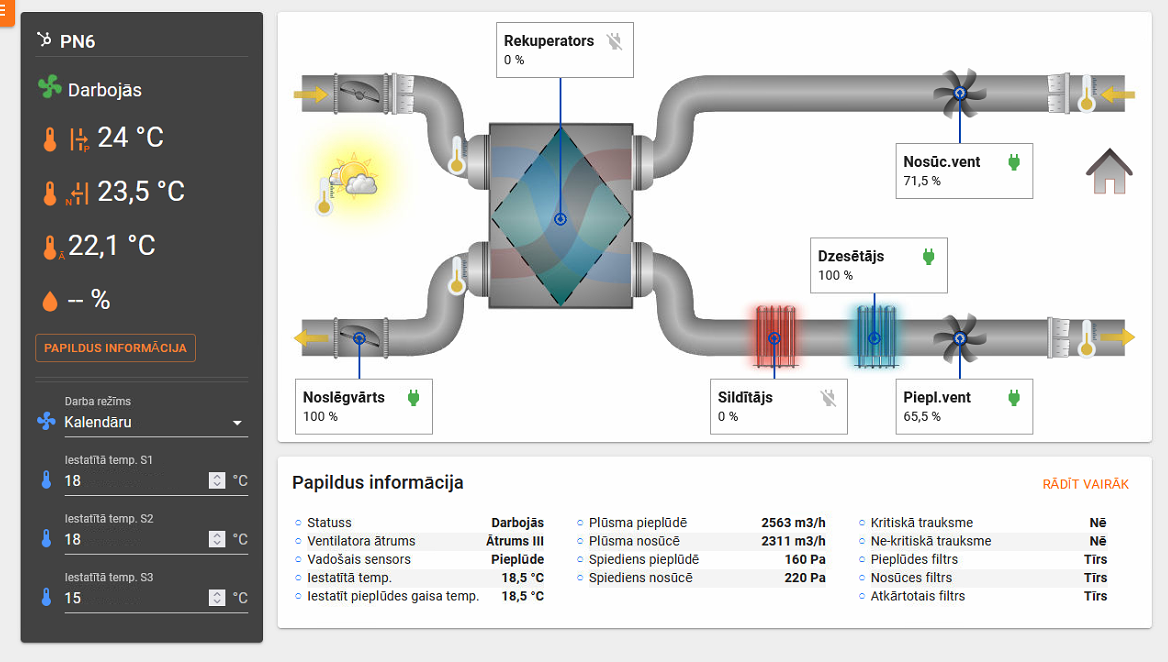 PN6
Darbojās
P 24 °C
N 23,5 °C
Ā 22,1 °C
-- %
PAPILDUS INFORMĀCIJA
Darba režīms
Kalendāru
Iestatītā temp. S1
18 °C
Iestatītā temp. S2
18 °C
Iestatītā temp. S3
15 °C
Rekuperators
0 %
Nosūc.vent
71,5 %
Dzesētājs
100 %
Noslēgvārts
100 %
Sildītājs
0 %
Piepl.vent
65,5 %
Papildus informācija
RĀDĪT VAIRĀK
Statuss Darbojās
Ventilatora ātrums Ātrums III
Vadošais sensors Pieplūde
Iestatītā temp. 18,5 °C
Iestatīt pieplūdes gaisa temp. 18,5 °C
Plūsma pieplūdē 2563 m3/h
Plūsma nosūcē 2311 m3/h
Spiediens pieplūdē 160 Pa
Spiediens nosūcē 220 Pa
Kritiskā trauksme Nē
Ne-kritiskā trauksme Nē
Pieplūdes filtrs Tīrs
Nosūces filtrs Tīrs
Atkārtotais filtrs Tīrs